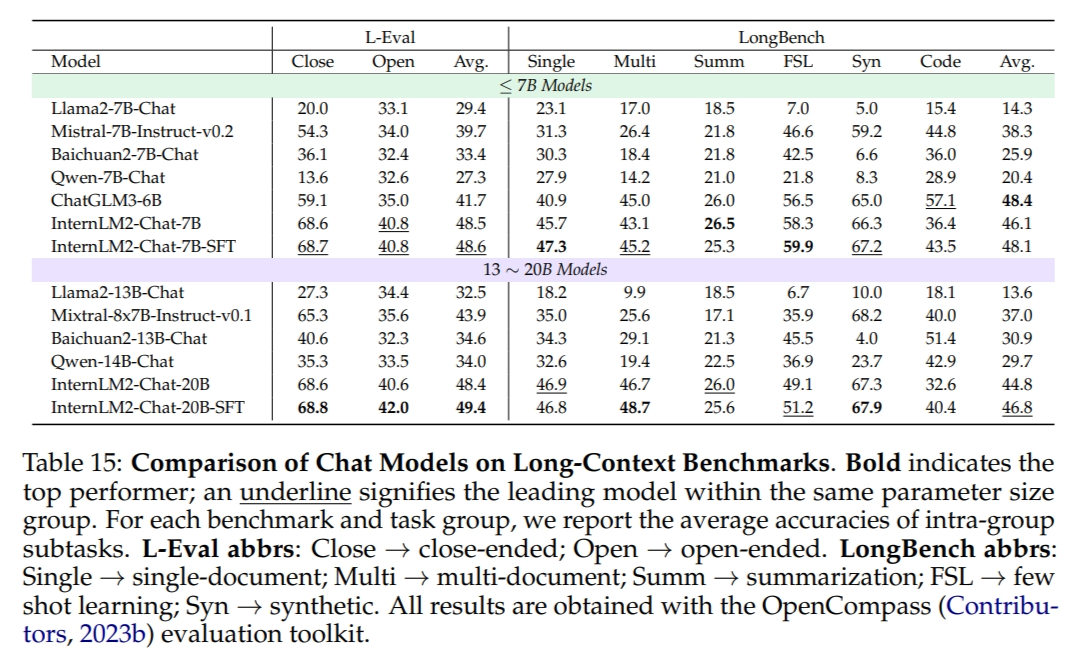 L-Eval LongBench
Model Close Open Avg. Single Multi Summ FSL Syn Code Avg.
≤ 7B Models
Llama2-7B-Chat 20.0 33.1 29.4 23.1 17.0 18.5 7.0 5.0 15.4 14.3
Mistral-7B-Instruct-v0.2 54.3 34.0 39.7 31.3 26.4 21.8 46.6 59.2 44.8 38.3
Baichuan2-7B-Chat 36.1 32.4 33.4 30.3 18.4 21.8 42.5 6.6 36.0 25.9
Qwen-7B-Chat 13.6 32.6 27.3 27.9 14.2 21.0 21.8 8.3 28.9 20.4
ChatGLM3-6B 59.1 35.0 41.7 40.9 45.0 26.0 56.5 65.0 57.1 48.4
InternLM2-Chat-7B 68.6 40.8 48.5 45.7 43.1 26.5 58.3 66.3 36.4 46.1
InternLM2-Chat-7B-SFT 68.7 40.8 48.6 47.3 45.2 25.3 59.9 67.2 43.5 48.1
13 ~ 20B Models
Llama2-13B-Chat 27.3 34.4 32.5 18.2 9.9 18.5 6.7 10.0 18.1 13.6
Mixtral-8x7B-Instruct-v0.1 65.3 35.6 43.9 35.0 25.6 17.1 35.9 68.2 40.0 37.0
Baichuan2-13B-Chat 40.6 32.3 34.6 34.3 29.1 21.3 45.5 4.0 51.4 30.9
Qwen-14B-Chat 35.3 33.5 34.0 32.6 19.4 22.5 36.9 23.7 42.9 29.7
InternLM2-Chat-20B 68.6 40.6 48.4 46.9 46.7 26.0 49.1 67.3 32.6 44.8
InternLM2-Chat-20B-SFT 68.8 42.0 49.4 46.8 48.7 25.6 51.2 67.9 40.4 46.8
Table 15: Comparison of Chat Models on Long-Context Benchmarks. Bold indicates the
top performer; an underline signifies the leading model within the same parameter size
group. For each benchmark and task group, we report the average accuracies of intra-group
subtasks. L-Eval abbrs: Close → close-ended; Open → open-ended. LongBench abbrs:
Single → single-document; Multi → multi-document; Summ → summarization; FSL → few
shot learning; Syn → synthetic. All results are obtained with the OpenCompass (Contribu-
tors, 2023b) evaluation toolkit.